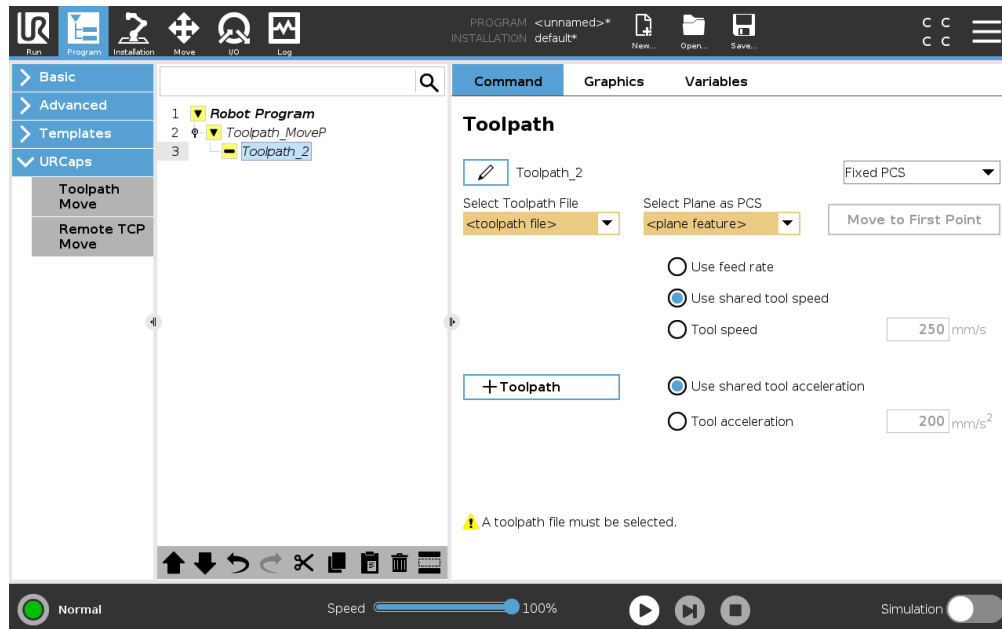 PROGRAM <unnamed>*
INSTALLATION default*
UR
Run
Program
Installation
Move
I/O
Log
New...
Open...
Save...
C C
C C
Basic
Advanced
Templates
URCaps
Toolpath
Move
Remote TCP
Move
1 Robot Program
2 Toolpath_MoveP
3 Toolpath_2
Command Graphics Variables
Toolpath
Toolpath_2
Fixed PCS
Select Toolpath File
Select Plane as PCS
<toolpath file>
<plane feature>
Move to First Point
Use feed rate
Use shared tool speed
Tool speed 250 mm/s
+Toolpath
Use shared tool acceleration
Tool acceleration 200 mm/s²
A toolpath file must be selected.
Normal
Speed 100%
Simulation